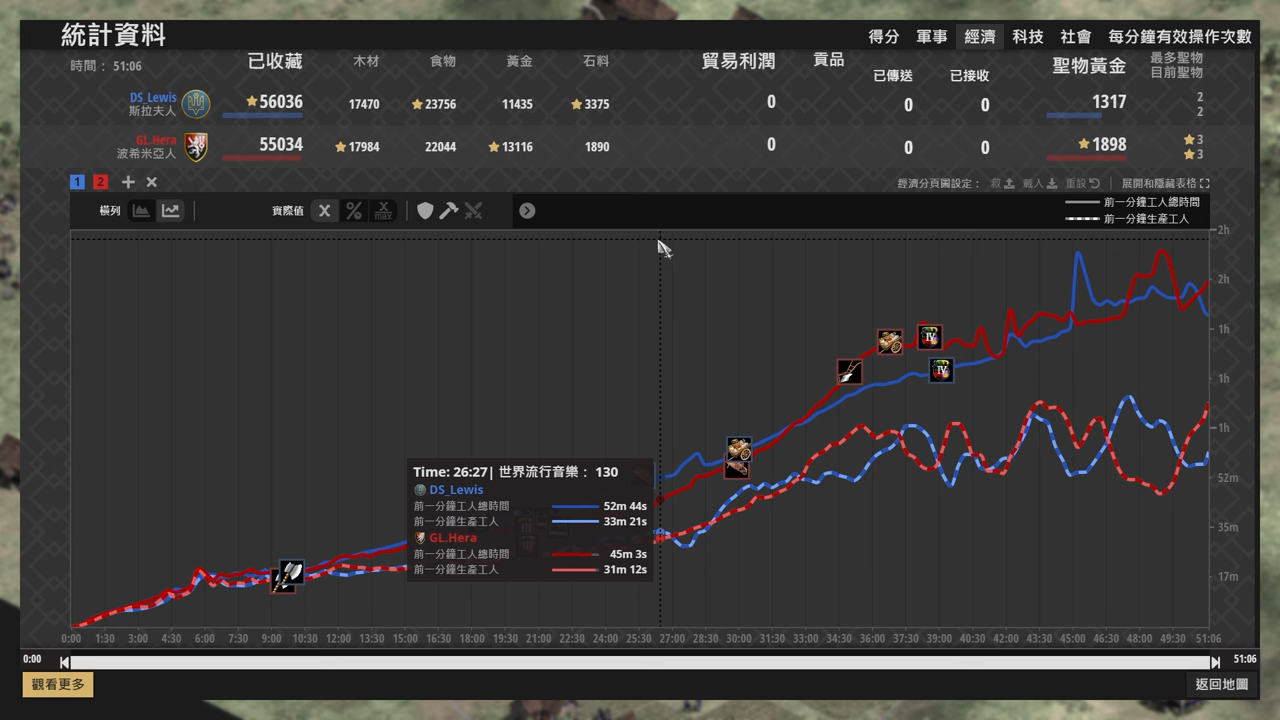 統計資料
得分 軍事 經濟 科技 社會 每分鐘有效操作次數
時間： 51:06
已收藏 木材 食物 黃金 石料 貿易利潤 貢品 已傳送 已接收 聖物黃金 最多聖物
目前聖物
DS_Lewis
斯拉夫人
56036 17470 23756 11435 3375 0 0 0 1317 2
2
GL.Hera
波希米亞人
55034 17984 22044 13116 1890 0 0 0 1898 3
3
1 2
經濟分頁圖設定： 載入 重設 展開和隱藏表格
橫列 實際值 X % X max
前一分鐘工人總時間
前一分鐘生產工人
2h
2h
1h
1h
1h
52m
35m
17m
IV
IV
Time: 26:27| 世界流行音樂： 130
DS_Lewis
前一分鐘工人總時間 52m 44s
前一分鐘生產工人 33m 21s
GL.Hera
前一分鐘工人總時間 45m 3s
前一分鐘生產工人 31m 12s
0:00 1:30 3:00 4:30 6:00 7:30 9:00 10:30 12:00 13:30 15:00 16:30 18:00 19:30 21:00 22:30 24:00 25:30 27:00 28:30 30:00 31:30 33:00 34:30 36:00 37:30 39:00 40:30 42:00 43:30 45:00 46:30 48:00 49:30 51:06
0:00 51:06
觀看更多 返回地圖